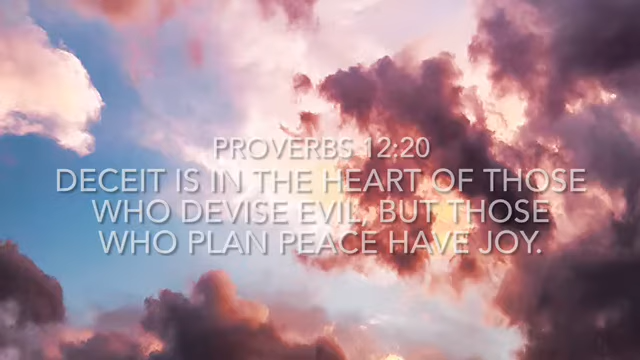 PROVERBS 12:20
DECEIT IS IN THE HEART OF THOSE
WHO DEVISE EVIL, BUT THOSE
WHO PLAN PEACE HAVE JOY.